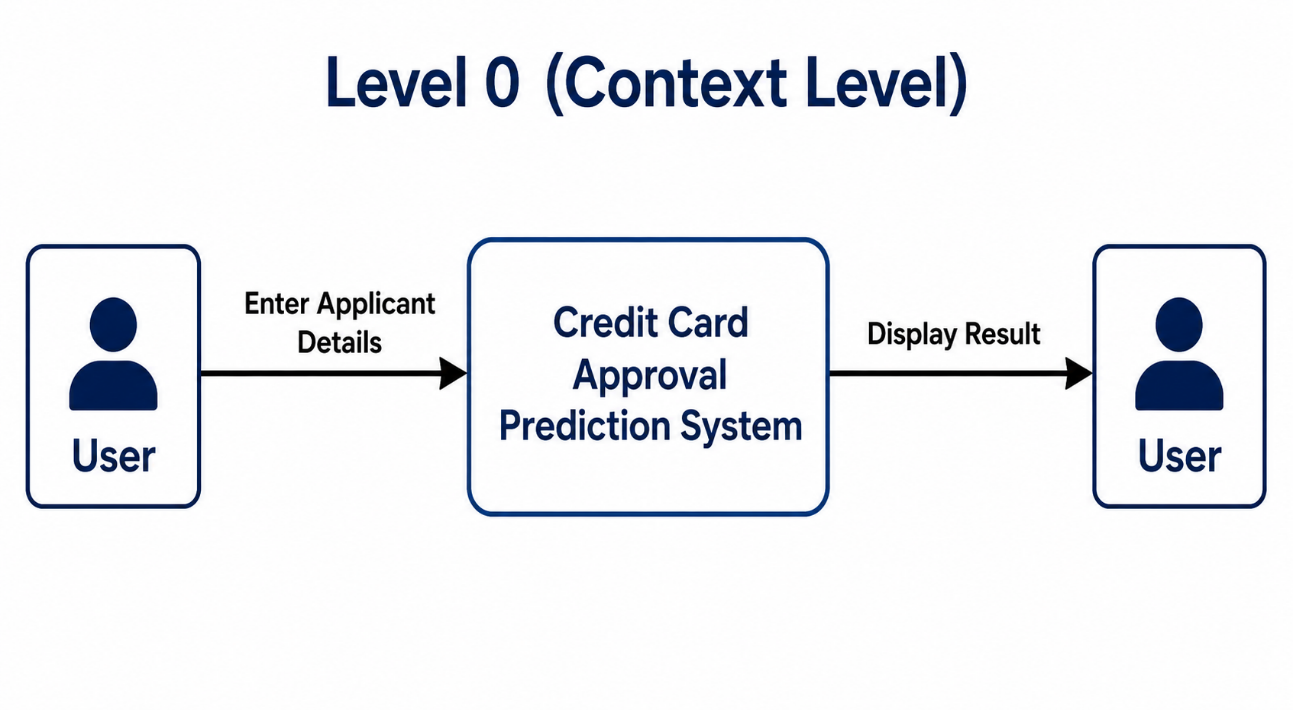 Level 0 (Context Level)
Enter Applicant
Details
User
Credit Card
Approval
Prediction System
Display Result
User